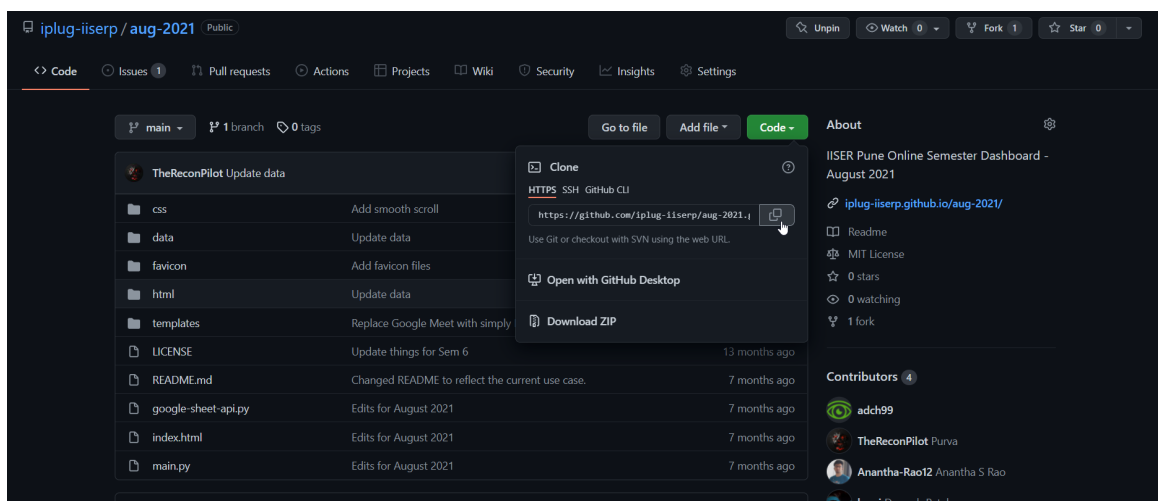 iplug-iiserp / aug-2021 Public
Unpin Watch 0 Fork 1 Star 0
Code Issues 1 Pull requests Actions Projects Wiki Security Insights Settings
main 1 branch 0 tags Go to file Add file Code
TheReconPilot Update data
css Add smooth scroll
data Update data
favicon Add favicon files
html Update data
templates Replace Google Meet with simply
LICENSE Update things for Sem 6 13 months ago
README.md Changed README to reflect the current use case. 7 months ago
google-sheet-api.py Edits for August 2021 7 months ago
index.html Edits for August 2021 7 months ago
main.py Edits for August 2021 7 months ago
Clone
HTTPS SSH GitHub CLI
https://github.com/iplug-iiserp/aug-2021.g
Use Git or checkout with SVN using the web URL.
Open with GitHub Desktop
Download ZIP
About
IISER Pune Online Semester Dashboard -
August 2021
iplug-iiserp.github.io/aug-2021/
Readme
MIT License
0 stars
0 watching
1 fork
Contributors 4
adch99
TheReconPilot Purva
Anantha-Rao12 Anantha S Rao